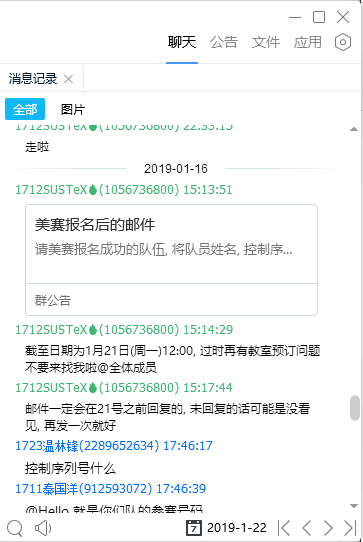 聊天 公告 文件 应用
消息记录
全部 图片
1712SUSTeX(1056736800) 22:33:15
走啦
2019-01-16
1712SUSTeX(1056736800) 15:13:51
美赛报名后的邮件
请美赛报名成功的队伍, 将队员姓名, 控制序...
群公告
1712SUSTeX(1056736800) 15:14:29
截至日期为1月21日(周一)12:00, 过时再有教室预订问题
不要来找我啦@全体成员
1712SUSTeX(1056736800) 15:17:44
邮件一定会在21号之前回复的, 未回复的话可能是没看
见, 再发一次就好
1723温林锋(2289652634) 17:46:17
控制序列号什么
1711秦国洋(912593072) 17:46:39
@Hello 就是你们队的参赛号码
7 2019-1-22